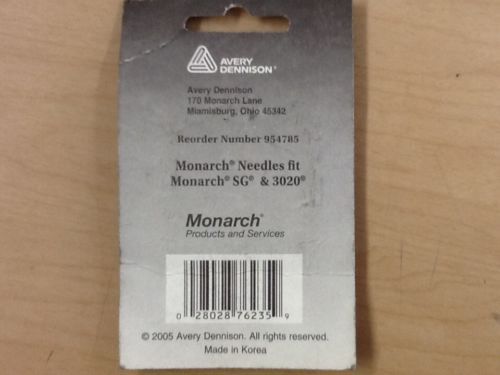 AVERY
DENNISON®
Avery Dennison
170 Monarch Lane
Miamisburg, Ohio 45342
Reorder Number 954785
Monarch® Needles fit
Monarch® SG® & 3020®
Monarch®
Products and Services
0 28028 76235 9
© 2005 Avery Dennison. All rights reserved.
Made in Korea